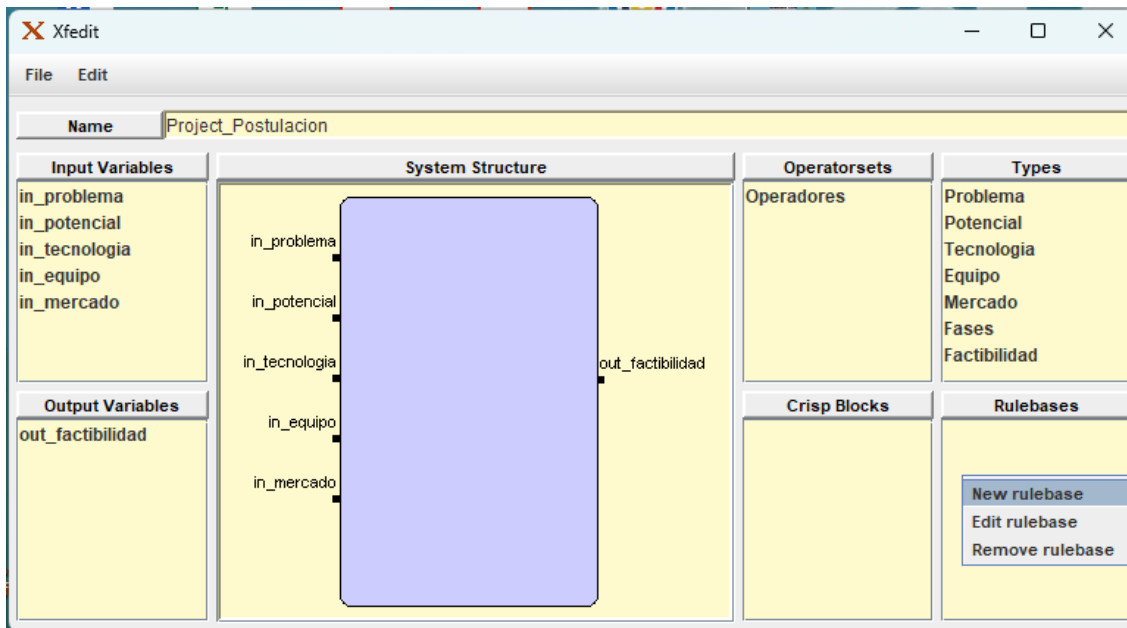 Xfedit
File Edit
Name Project_Postulacion
Input Variables
in_problema
in_potencial
in_tecnologia
in_equipo
in_mercado
Output Variables
out_factibilidad
System Structure
in_problema
in_potencial
in_tecnologia
in_equipo
in_mercado
out_factibilidad
Operatorsets
Operadores
Types
Problema
Potencial
Tecnologia
Equipo
Mercado
Fases
Factibilidad
Crisp Blocks
Rulebases
New rulebase
Edit rulebase
Remove rulebase